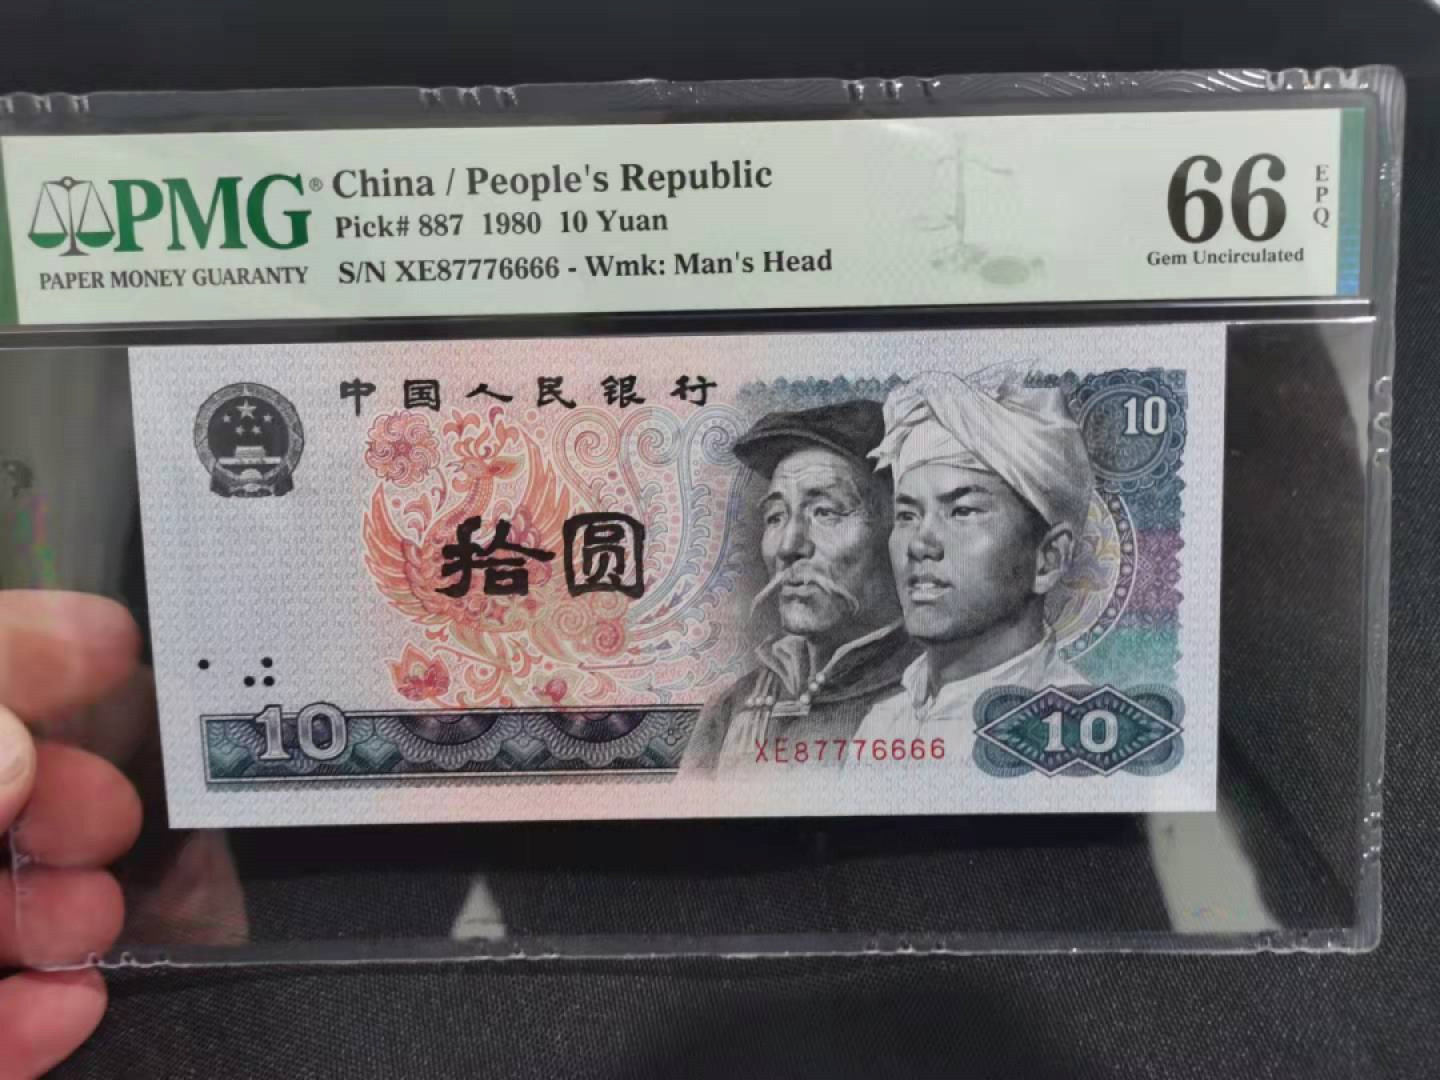 PMG®
PAPER MONEY GUARANTY
China / People's Republic
Pick# 887 1980 10 Yuan
S/N XE87776666 - Wmk: Man's Head
66
EPQ
Gem Uncirculated
中国人民银行
10
拾圆
10
XE87776666
10